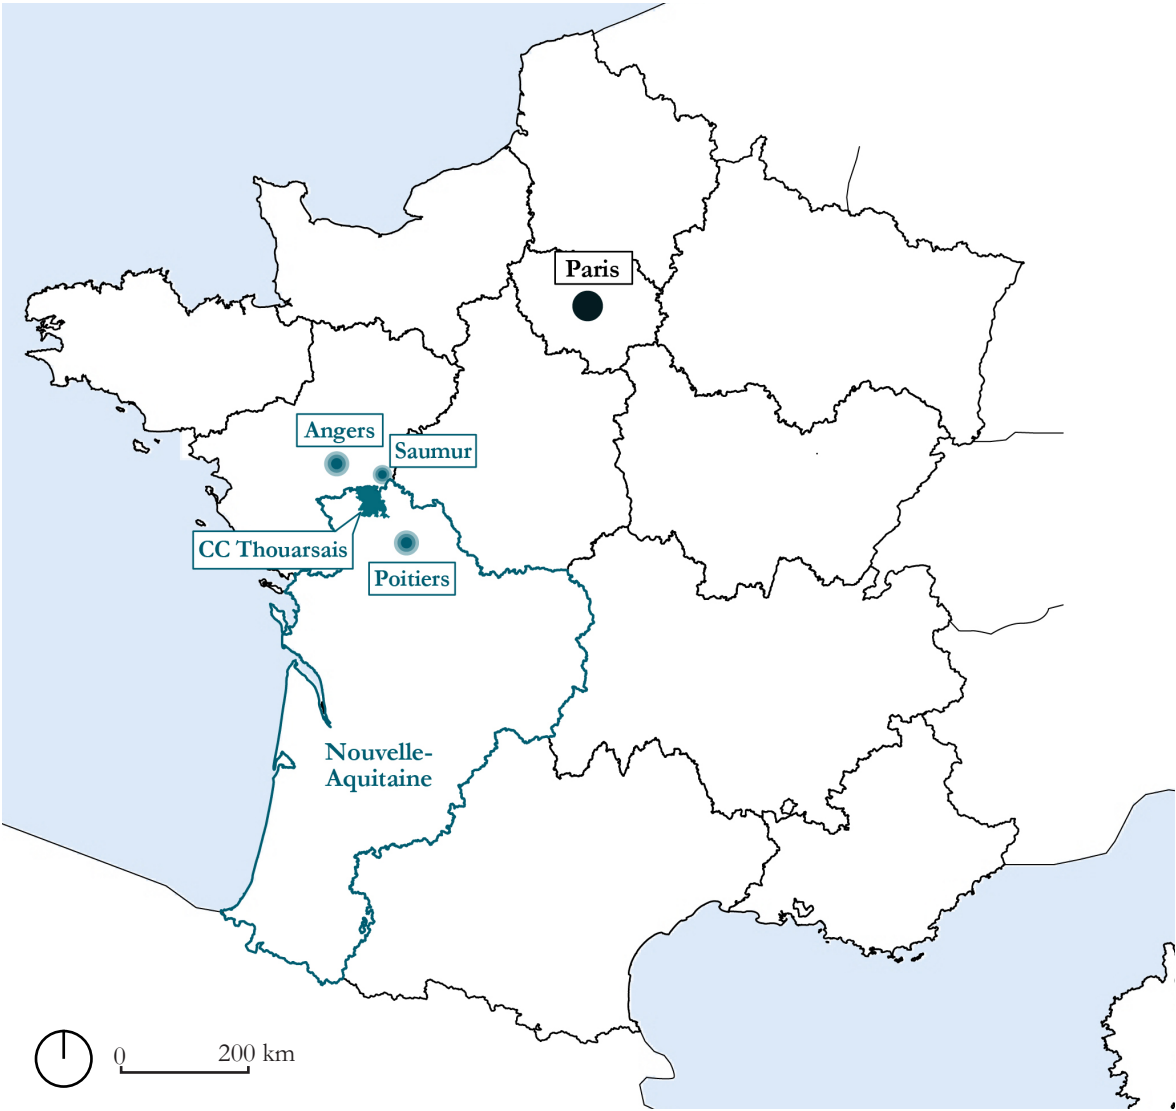 Paris
Angers
Saumur
CC Thouarsais
Poitiers
Nouvelle-
Aquitaine
0 200 km